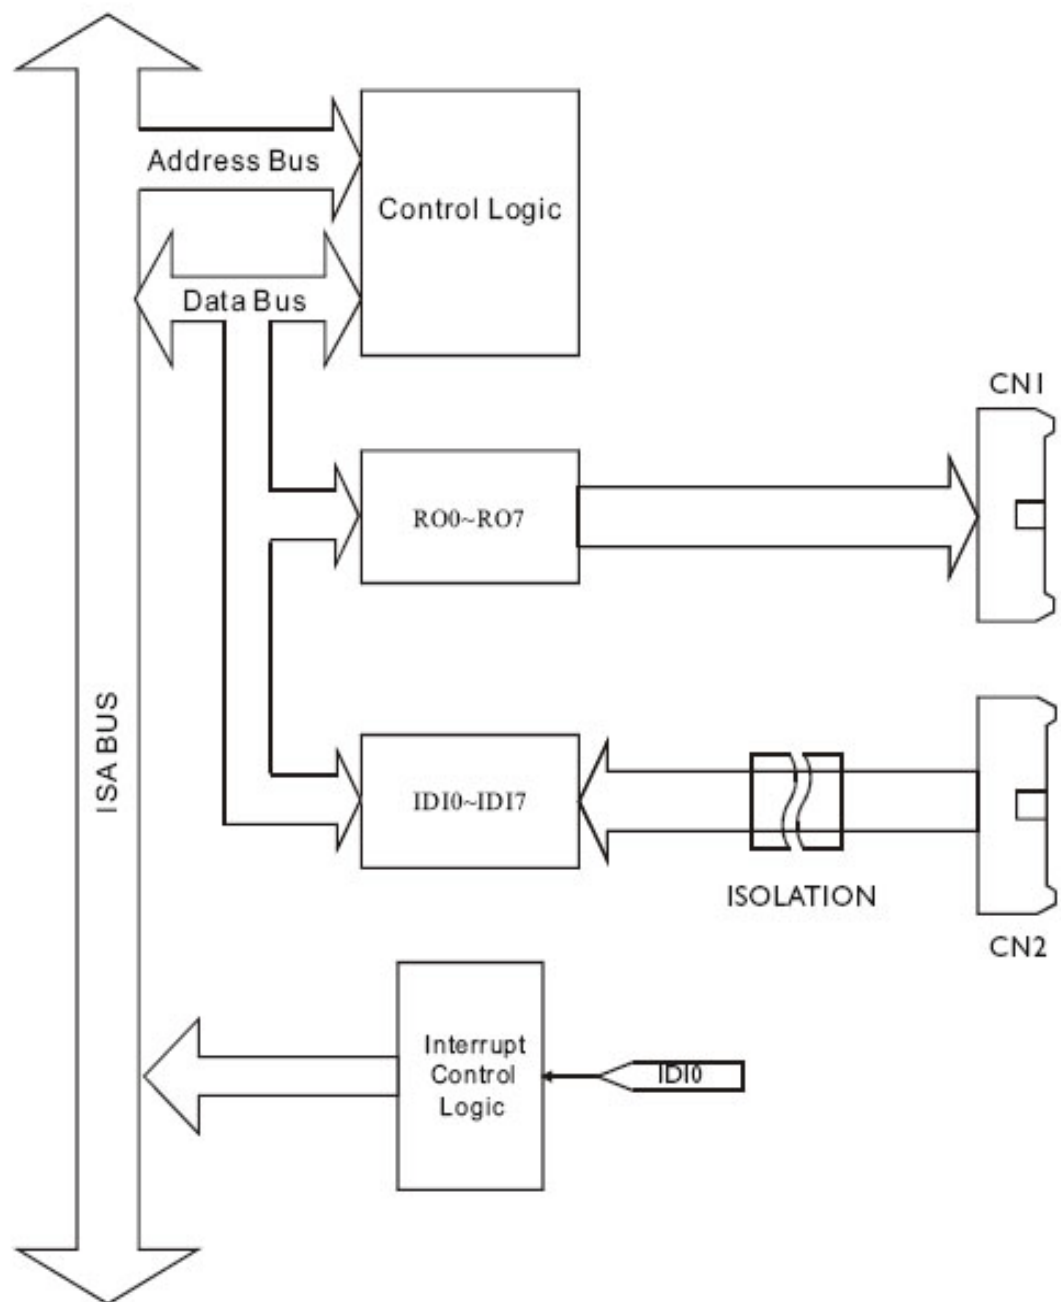 Address Bus
Control Logic
Data Bus
CN1
RO0~RO7
ISA BUS
IDI0~IDI7
ISOLATION
CN2
Interrupt
Control
Logic
IDI0